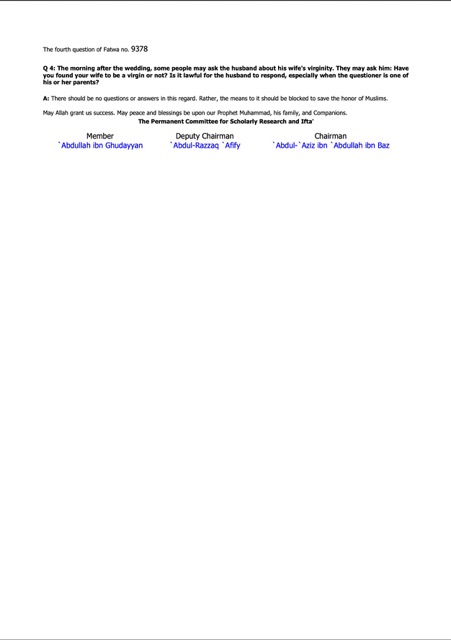 The fourth question of Fatwa no. 9378
Q 4: The morning after the wedding, some people may ask the husband about his wife's virginity. They may ask him: Have
you found your wife to be a virgin or not? Is it lawful for the husband to respond, especially when the questioner is one of
his or her parents?
A: There should be no questions or answers in this regard. Rather, the means to it should be blocked to save the honor of Muslims.
May Allah grant us success. May peace and blessings be upon our Prophet Muhammad, his family, and Companions.
The Permanent Committee for Scholarly Research and Ifta'
Member Deputy Chairman Chairman
`Abdullah ibn Ghudayyan `Abdul-Razzaq `Afify `Abdul-`Aziz ibn `Abdullah ibn Baz